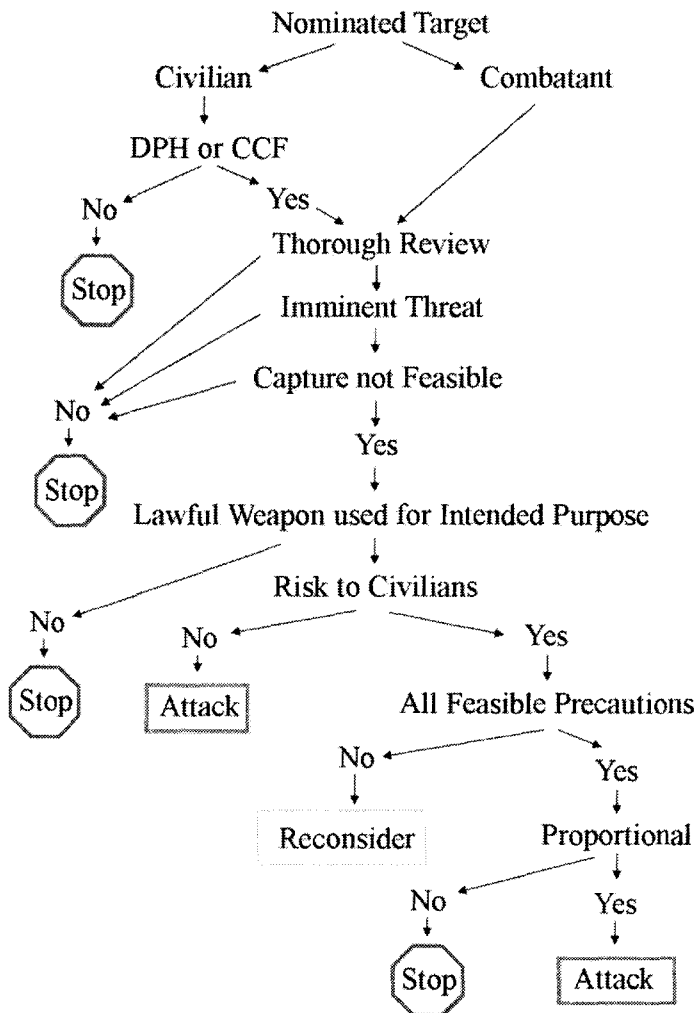 Nominated Target
Civilian
Combatant
DPH or CCF
No
Yes
Stop
Thorough Review
Imminent Threat
Capture not Feasible
No
Stop
Yes
Lawful Weapon used for Intended Purpose
Risk to Civilians
No
Stop
No
Attack
Yes
All Feasible Precautions
No
Reconsider
Yes
Proportional
No
Stop
Yes
Attack